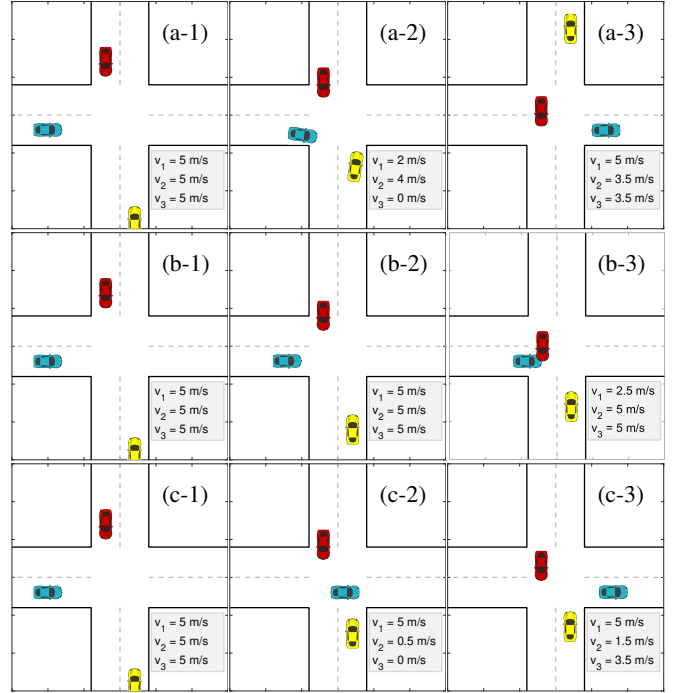 (a-1)
v1 = 5 m/s
v2 = 5 m/s
v3 = 5 m/s
(a-2)
v1 = 2 m/s
v2 = 4 m/s
v3 = 0 m/s
(a-3)
v1 = 5 m/s
v2 = 3.5 m/s
v3 = 3.5 m/s
(b-1)
v1 = 5 m/s
v2 = 5 m/s
v3 = 5 m/s
(b-2)
v1 = 5 m/s
v2 = 5 m/s
v3 = 5 m/s
(b-3)
v1 = 2.5 m/s
v2 = 5 m/s
v3 = 5 m/s
(c-1)
v1 = 5 m/s
v2 = 5 m/s
v3 = 5 m/s
(c-2)
v1 = 5 m/s
v2 = 0.5 m/s
v3 = 0 m/s
(c-3)
v1 = 5 m/s
v2 = 1.5 m/s
v3 = 3.5 m/s